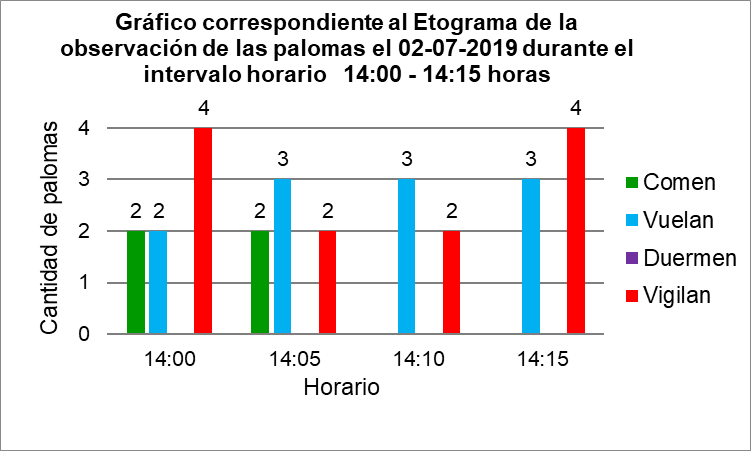 Gráfico correspondiente al Etograma de la
observación de las palomas el 02-07-2019 durante el
intervalo horario 14:00 - 14:15 horas
Cantidad de palomas
4
3
2
1
0
2 2 4
2 3 2
3 2
3 4
14:00 14:05 14:10 14:15
Horario
Comen
Vuelan
Duermen
Vigilan